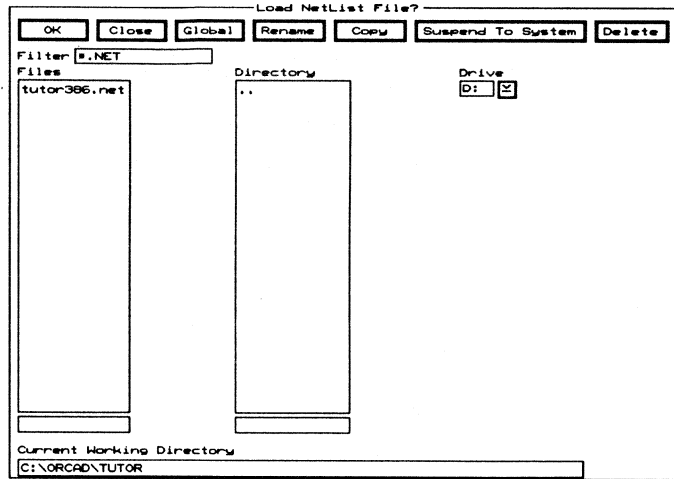 Load NetList File?
OK Close Global Rename Copy Suspend To System Delete
Filter *.NET
Files Directory Drive
tutor386.net .. D:
Current Working Directory
C:\ORCAD\TUTOR